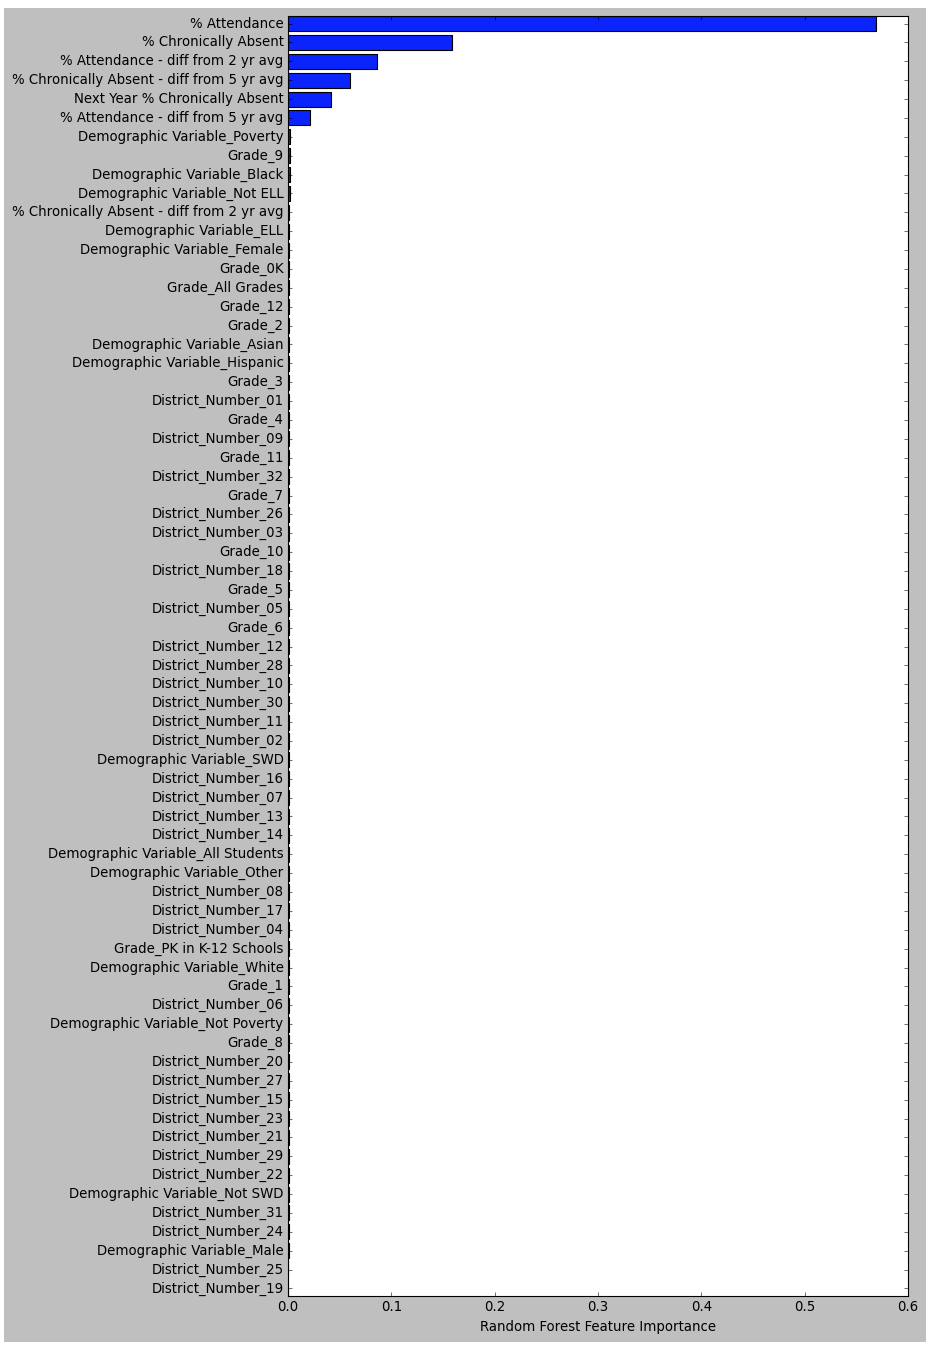 % Attendance
% Chronically Absent
% Attendance - diff from 2 yr avg
% Chronically Absent - diff from 5 yr avg
Next Year % Chronically Absent
% Attendance - diff from 5 yr avg
Demographic Variable_Poverty
Grade_9
Demographic Variable_Black
Demographic Variable_Not ELL
% Chronically Absent - diff from 2 yr avg
Demographic Variable_ELL
Demographic Variable_Female
Grade_0K
Grade_All Grades
Grade_12
Grade_2
Demographic Variable_Asian
Demographic Variable_Hispanic
Grade_3
District_Number_01
Grade_4
District_Number_09
Grade_11
District_Number_32
Grade_7
District_Number_26
District_Number_03
Grade_10
District_Number_18
Grade_5
District_Number_05
Grade_6
District_Number_12
District_Number_28
District_Number_10
District_Number_30
District_Number_11
District_Number_02
Demographic Variable_SWD
District_Number_16
District_Number_07
District_Number_13
District_Number_14
Demographic Variable_All Students
Demographic Variable_Other
District_Number_08
District_Number_17
District_Number_04
Grade_PK in K-12 Schools
Demographic Variable_White
Grade_1
District_Number_06
Demographic Variable_Not Poverty
Grade_8
District_Number_20
District_Number_27
District_Number_15
District_Number_23
District_Number_21
District_Number_29
District_Number_22
Demographic Variable_Not SWD
District_Number_31
District_Number_24
Demographic Variable_Male
District_Number_25
District_Number_19
0.0 0.1 0.2 0.3 0.4 0.5 0.6
Random Forest Feature Importance